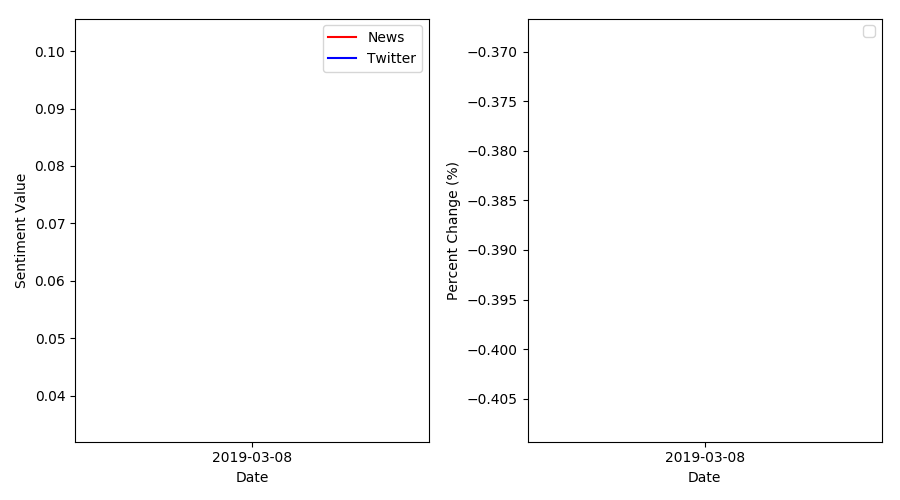 News
Twitter
0.10
0.09
0.08
0.07
0.06
0.05
0.04
Sentiment Value
2019-03-08
Date
−0.370
−0.375
−0.380
−0.385
−0.390
−0.395
−0.400
−0.405
Percent Change (%)
2019-03-08
Date